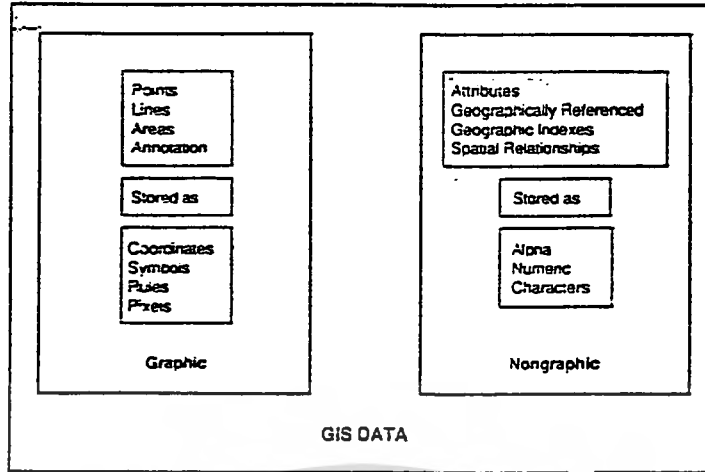 Points
Lines
Areas
Annotation
Stored as
Coordinates
Symbols
Rules
Pixels
Graphic
Attributes
Geographically Referenced
Geographic Indexes
Spatial Relationships
Stored as
Alpha
Numeric
Characters
Nongraphic
GIS DATA